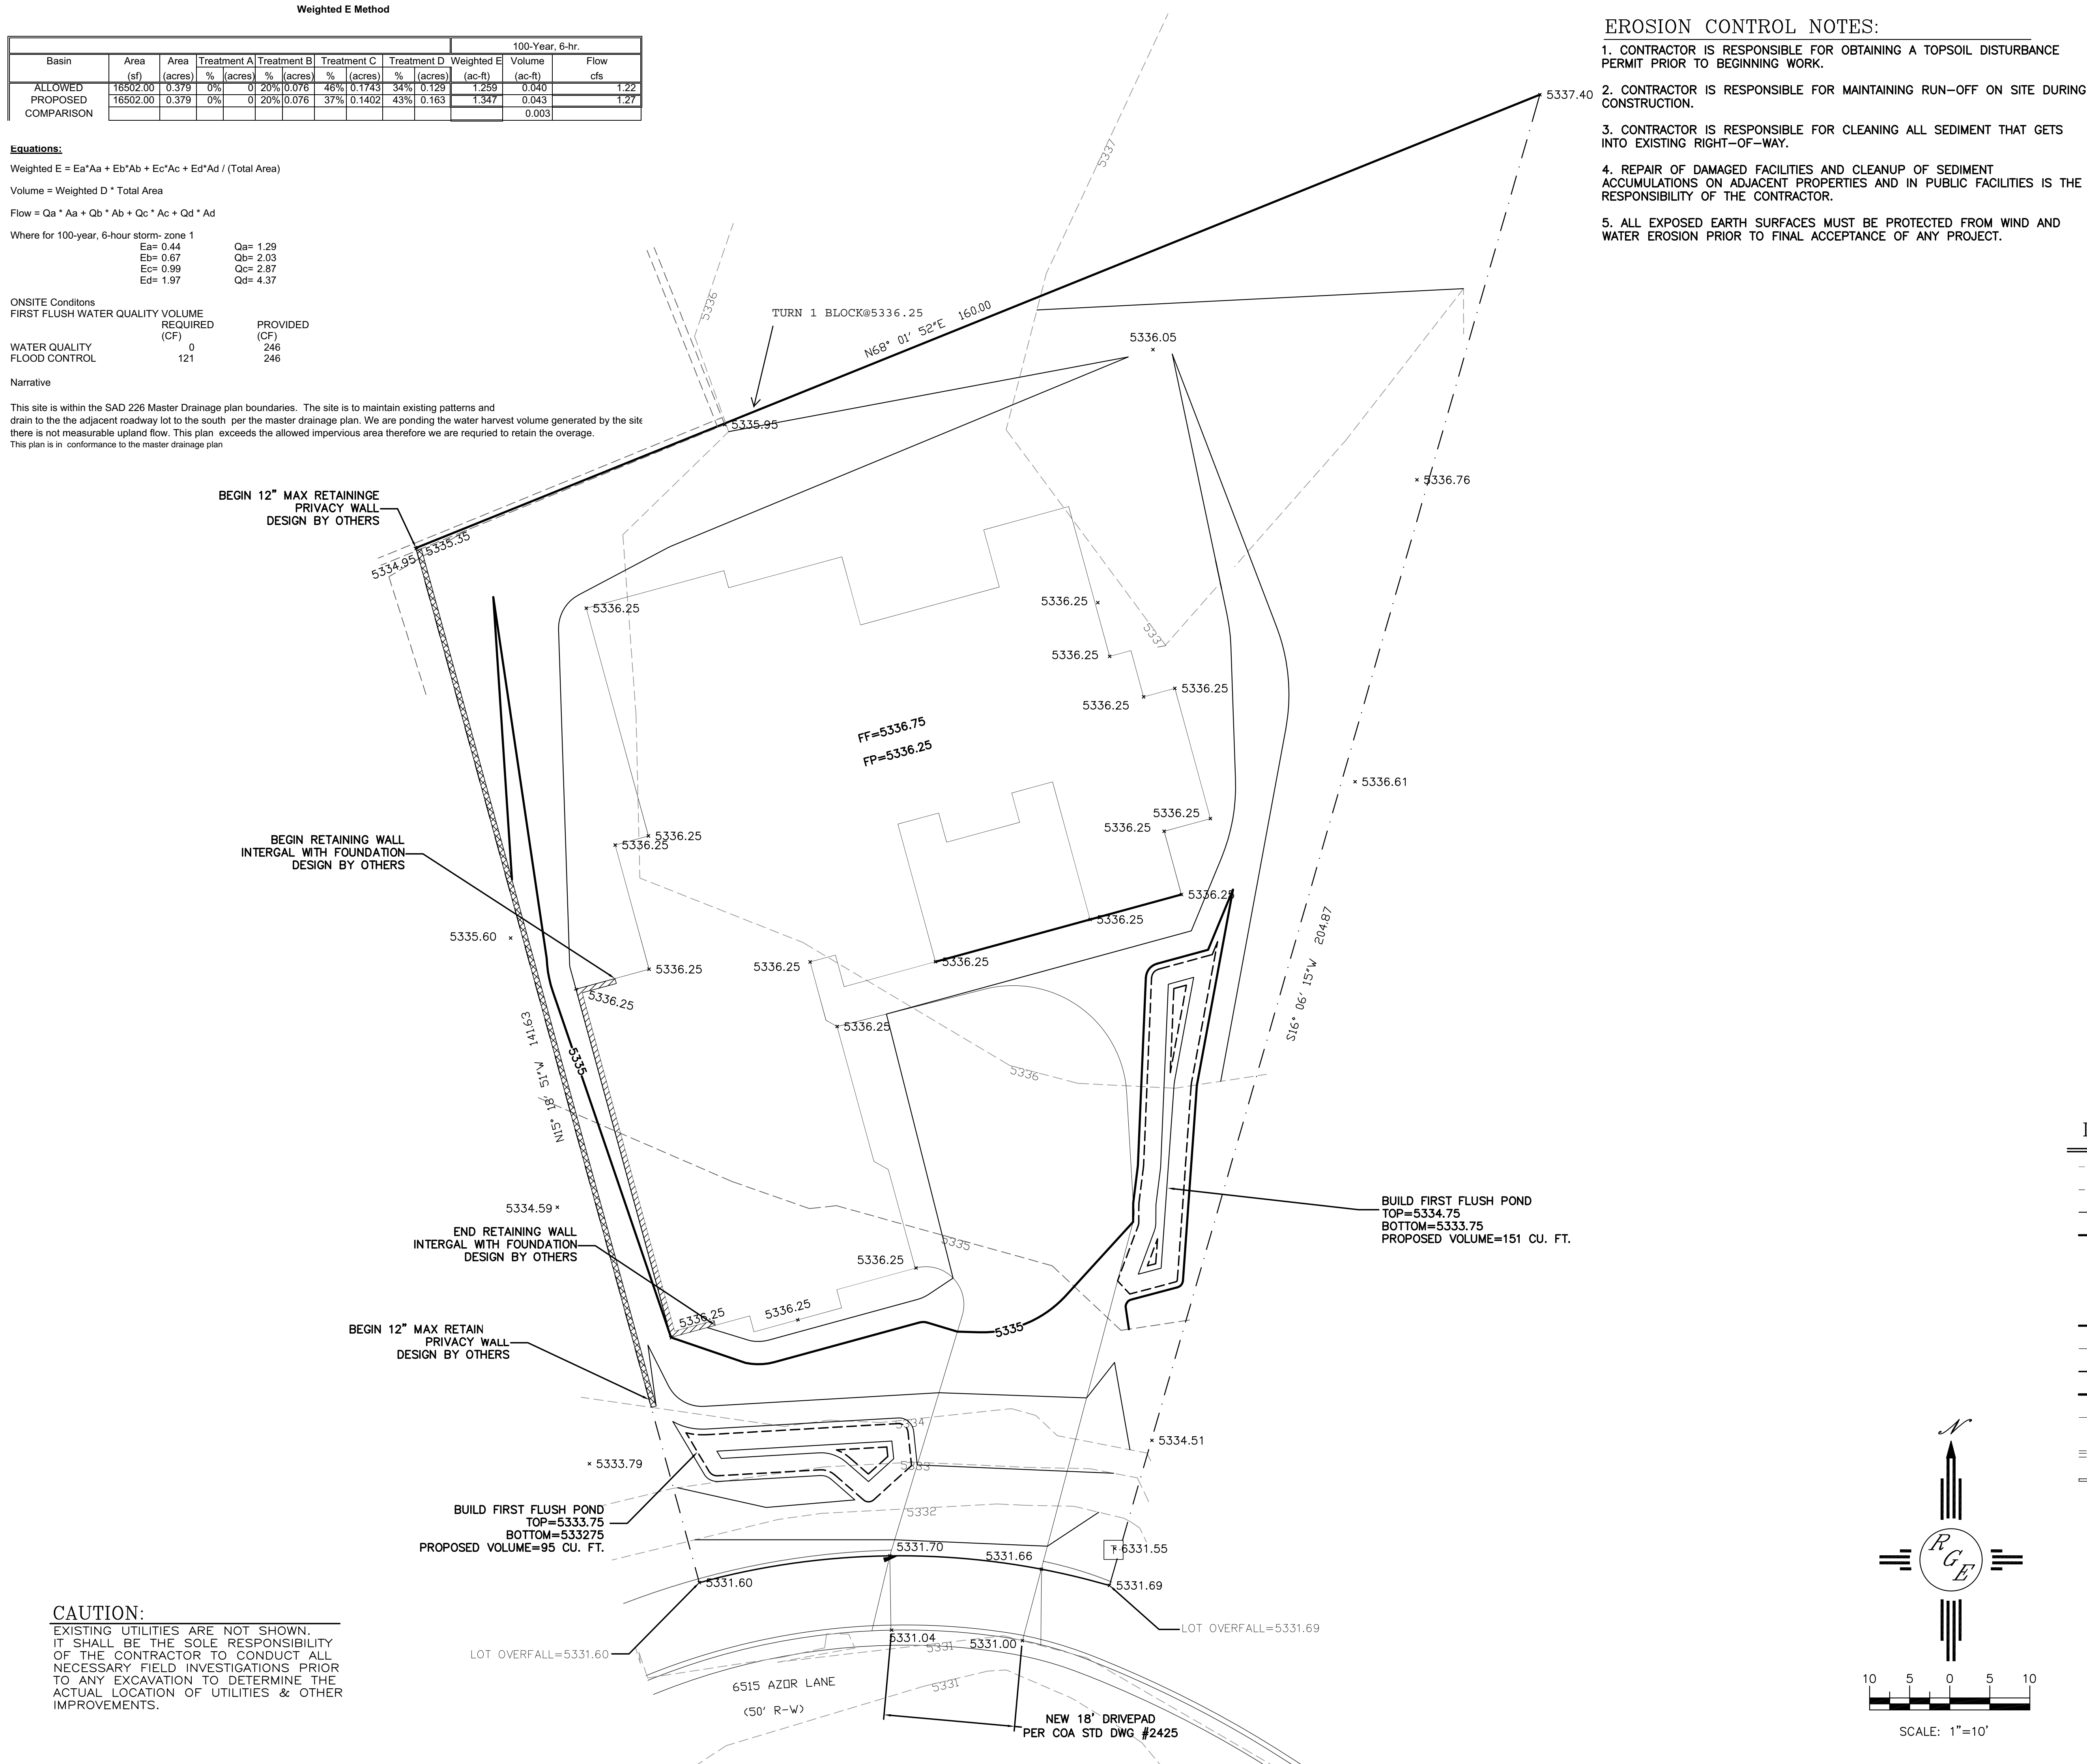 Weighted E Method
100-Year, 6-hr.
Basin Area Area Treatment A Treatment B Treatment C Treatment D Weighted E Volume Flow
(sf) (acres) % (acres) % (acres) % (acres) % (acres) (ac-ft) (ac-ft) cfs
ALLOWED 16502.00 0.379 0% 0 20% 0.076 46% 0.1743 34% 0.129 1.259 0.040 1.22
PROPOSED 16502.00 0.379 0% 0 20% 0.076 37% 0.1402 43% 0.163 1.347 0.043 1.27
COMPARISON 0.003
Equations:
Weighted E = Ea*Aa + Eb*Ab + Ec*Ac + Ed*Ad / (Total Area)
Volume = Weighted D * Total Area
Flow = Qa * Aa + Qb * Ab + Qc * Ac + Qd * Ad
Where for 100-year, 6-hour storm- zone 1
Ea= 0.44 Qa= 1.29
Eb= 0.67 Qb= 2.03
Ec= 0.99 Qc= 2.87
Ed= 1.97 Qd= 4.37
ONSITE Conditons
FIRST FLUSH WATER QUALITY VOLUME
REQUIRED PROVIDED
(CF) (CF)
WATER QUALITY 0 246
FLOOD CONTROL 121 246
Narrative
This site is within the SAD 226 Master Drainage plan boundaries. The site is to maintain existing patterns and
drain to the the adjacent roadway lot to the south per the master drainage plan. We are ponding the water harvest volume generated by the site
there is not measurable upland flow. This plan exceeds the allowed impervious area therefore we are requried to retain the overage.
This plan is in conformance to the master drainage plan
EROSION CONTROL NOTES:
1. CONTRACTOR IS RESPONSIBLE FOR OBTAINING A TOPSOIL DISTURBANCE
PERMIT PRIOR TO BEGINNING WORK.
2. CONTRACTOR IS RESPONSIBLE FOR MAINTAINING RUN-OFF ON SITE DURING
CONSTRUCTION.
3. CONTRACTOR IS RESPONSIBLE FOR CLEANING ALL SEDIMENT THAT GETS
INTO EXISTING RIGHT-OF-WAY.
4. REPAIR OF DAMAGED FACILITIES AND CLEANUP OF SEDIMENT
ACCUMULATIONS ON ADJACENT PROPERTIES AND IN PUBLIC FACILITIES IS THE
RESPONSIBILITY OF THE CONTRACTOR.
5. ALL EXPOSED EARTH SURFACES MUST BE PROTECTED FROM WIND AND
WATER EROSION PRIOR TO FINAL ACCEPTANCE OF ANY PROJECT.
5337.40
5337
5336
TURN 1 BLOCK@5336.25
N68° 01' 52"E 160.00
5336.05
5335.95
5336.76
BEGIN 12" MAX RETAININGE
PRIVACY WALL
DESIGN BY OTHERS
5334.95
5335.35
5336.25
5336.25
5337
5336.25
5336.25
5336.25
FF=5336.75
FP=5336.25
5336.61
5336.25
5336.25
5336.25
5336.25
BEGIN RETAINING WALL
INTERGAL WITH FOUNDATION
DESIGN BY OTHERS
5336.25
5336.25
5335.60
5336.25
5336.25
5336.25
5336.25
S16° 06' 15"W 204.87
N15° 18' 51"W 141.63
5335
5336.25
5336
BUILD FIRST FLUSH POND
TOP=5334.75
BOTTOM=5333.75
PROPOSED VOLUME=151 CU. FT.
5334.59
END RETAINING WALL
INTERGAL WITH FOUNDATION
DESIGN BY OTHERS
5335
5336.25
5336.25
5336.25
5335
BEGIN 12" MAX RETAIN
PRIVACY WALL
DESIGN BY OTHERS
5334
5334.51
5333.79
5333
BUILD FIRST FLUSH POND
TOP=5333.75
BOTTOM=533275
PROPOSED VOLUME=95 CU. FT.
5332
5331.70
5331.66
6331.55
5331.60
5331.69
LOT OVERFALL=5331.60
LOT OVERFALL=5331.69
5331.04
5331
5331.00
6515 AZOR LANE
(50' R-W)
5331
NEW 18' DRIVEPAD
PER COA STD DWG #2425
CAUTION:
EXISTING UTILITIES ARE NOT SHOWN.
IT SHALL BE THE SOLE RESPONSIBILITY
OF THE CONTRACTOR TO CONDUCT ALL
NECESSARY FIELD INVESTIGATIONS PRIOR
TO ANY EXCAVATION TO DETERMINE THE
ACTUAL LOCATION OF UTILITIES & OTHER
IMPROVEMENTS.
N
RGE
10 5 0 5 10
SCALE: 1"=10'